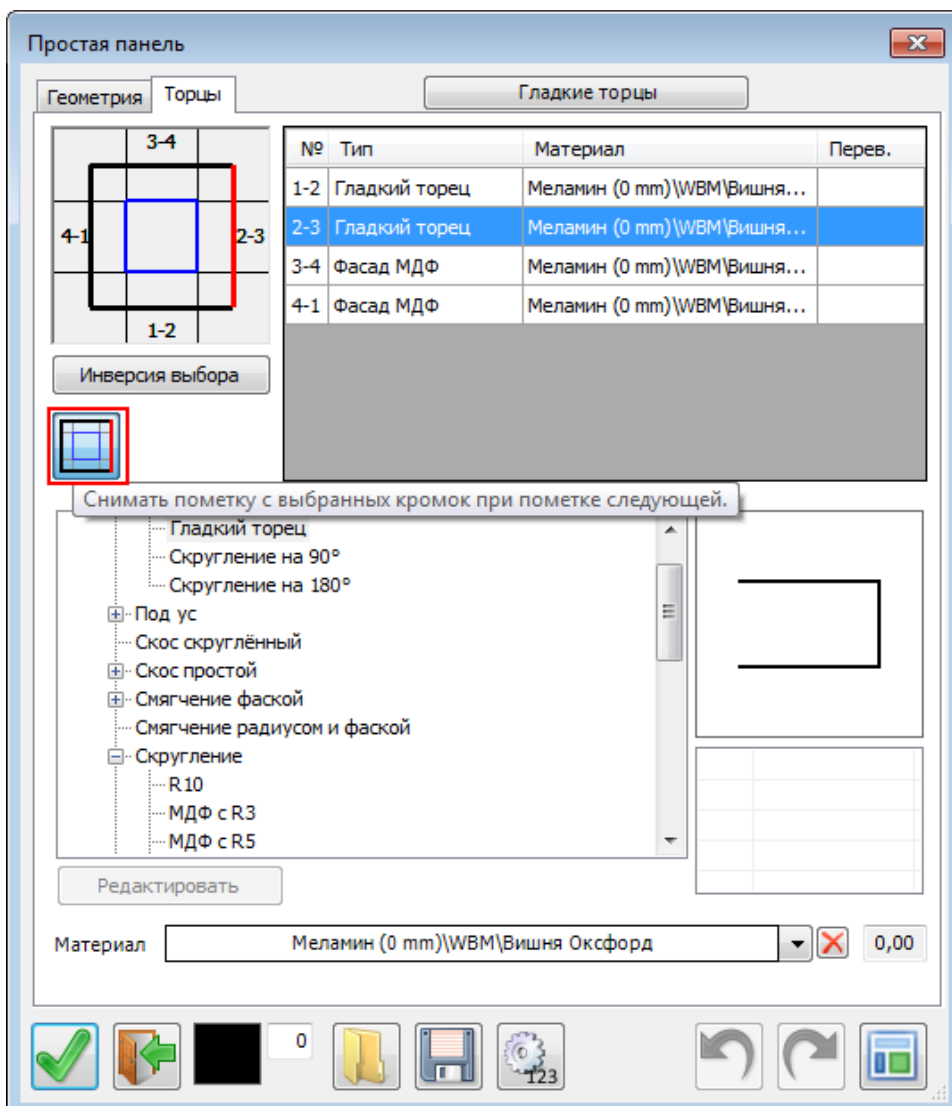 Простая панель
Геометрия Торцы Гладкие торцы
3-4
4-1 2-3
1-2
№ Тип Материал Перев.
1-2 Гладкий торец Меламин (0 mm)\WBM\Вишня...
2-3 Гладкий торец Меламин (0 mm)\WBM\Вишня...
3-4 Фасад МДФ Меламин (0 mm)\WBM\Вишня...
4-1 Фасад МДФ Меламин (0 mm)\WBM\Вишня...
Инверсия выбора
Снимать пометку с выбранных кромок при пометке следующей.
Гладкий торец
Скругление на 90°
Скругление на 180°
Под ус
Скос скруглённый
Скос простой
Смягчение фаской
Смягчение радиусом и фаской
Скругление
R10
МДФ с R3
МДФ с R5
Редактировать
Материал Меламин (0 mm)\WBM\Вишня Оксфорд 0,00
0
123